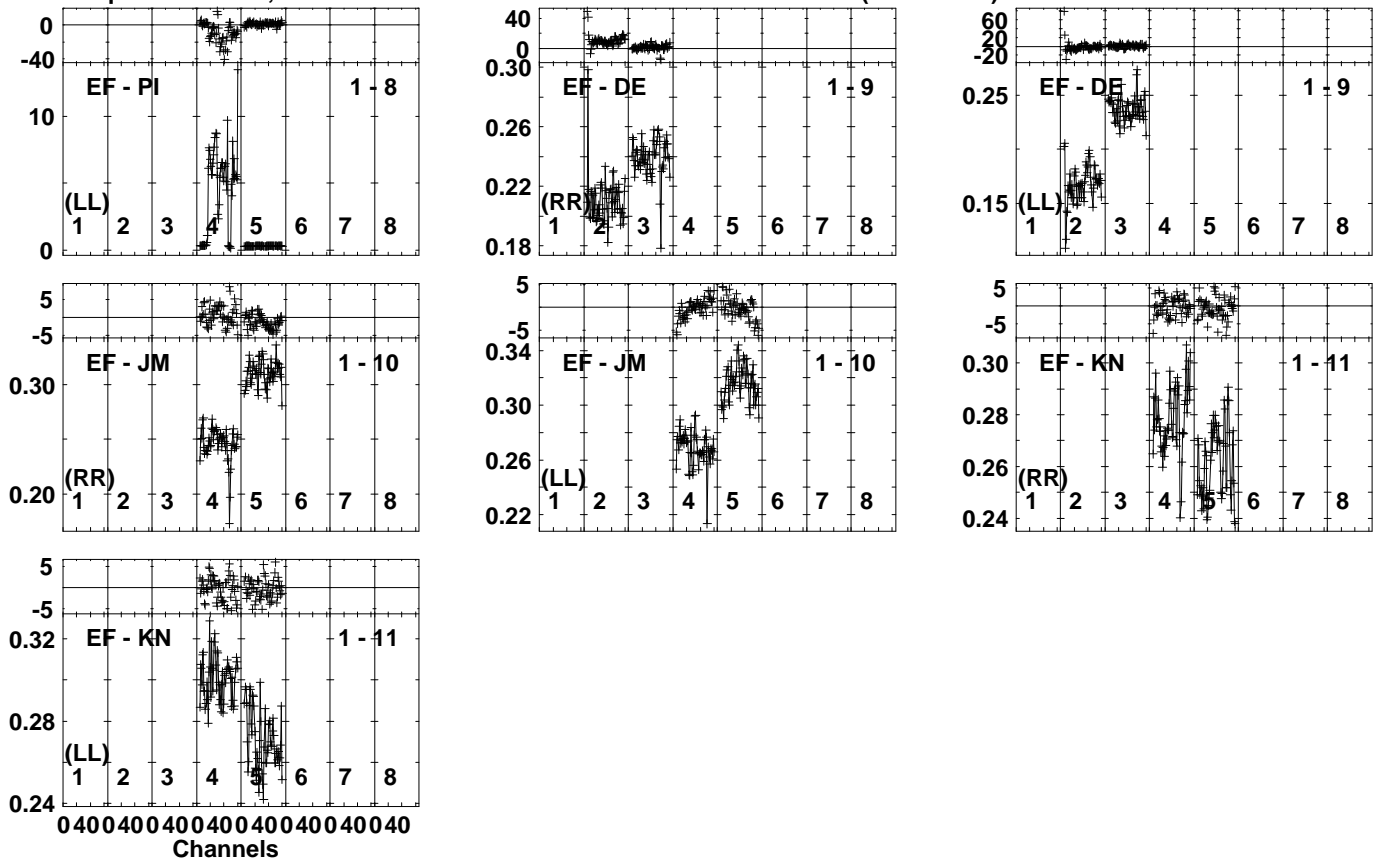 0
-40
EF - PI 1 - 8
10
(LL)
1 2 3 4 5 6 7 8
0
40
0
0.30
EF - DE 1 - 9
0.26
0.22
(RR)
1 2 3 4 5 6 7 8
0.18
60
20
-20
EF - DE 1 - 9
0.25
0.15
(LL)
1 2 3 4 5 6 7 8
5
-5
EF - JM 1 - 10
0.30
(RR)
0.20
1 2 3 4 5 6 7 8
5
-5
0.34
EF - JM 1 - 10
0.30
0.26
(LL)
1 2 3 4 5 6 7 8
0.22
5
-5
0.30
EF - KN 1 - 11
0.28
0.26
(RR)
1 2 3 4 5 6 7 8
0.24
5
-5
0.32
EF - KN 1 - 11
0.28
(LL)
1 2 3 4 5 6 7 8
0.24
0 40 0 40 0 40 0 40 0 40 0 40 0 40 0 40
Channels